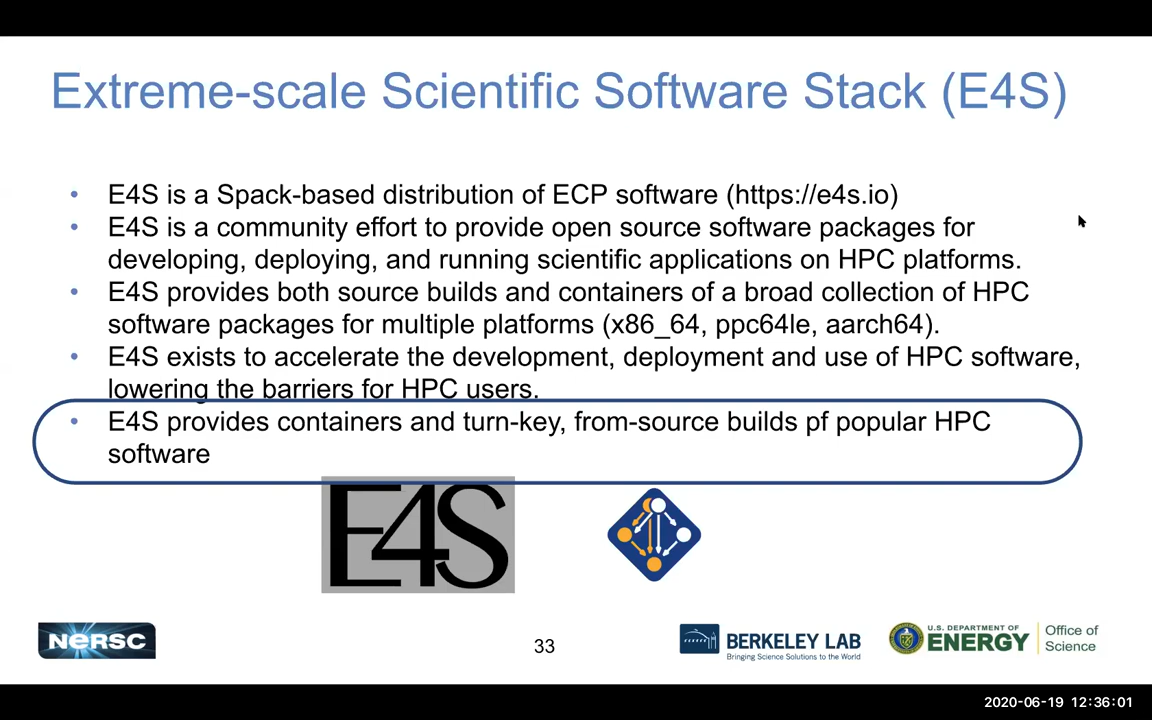 Extreme-scale Scientific Software Stack (E4S)
• E4S is a Spack-based distribution of ECP software (https://e4s.io)
• E4S is a community effort to provide open source software packages for
developing, deploying, and running scientific applications on HPC platforms.
• E4S provides both source builds and containers of a broad collection of HPC
software packages for multiple platforms (x86_64, ppc64le, aarch64).
• E4S exists to accelerate the development, deployment and use of HPC software,
lowering the barriers for HPC users.
• E4S provides containers and turn-key, from-source builds pf popular HPC
software
E4S
NERSC
33
BERKELEY LAB
Bringing Science Solutions to the World
U.S. DEPARTMENT OF
ENERGY
Office of
Science
2020-06-19 12:36:01